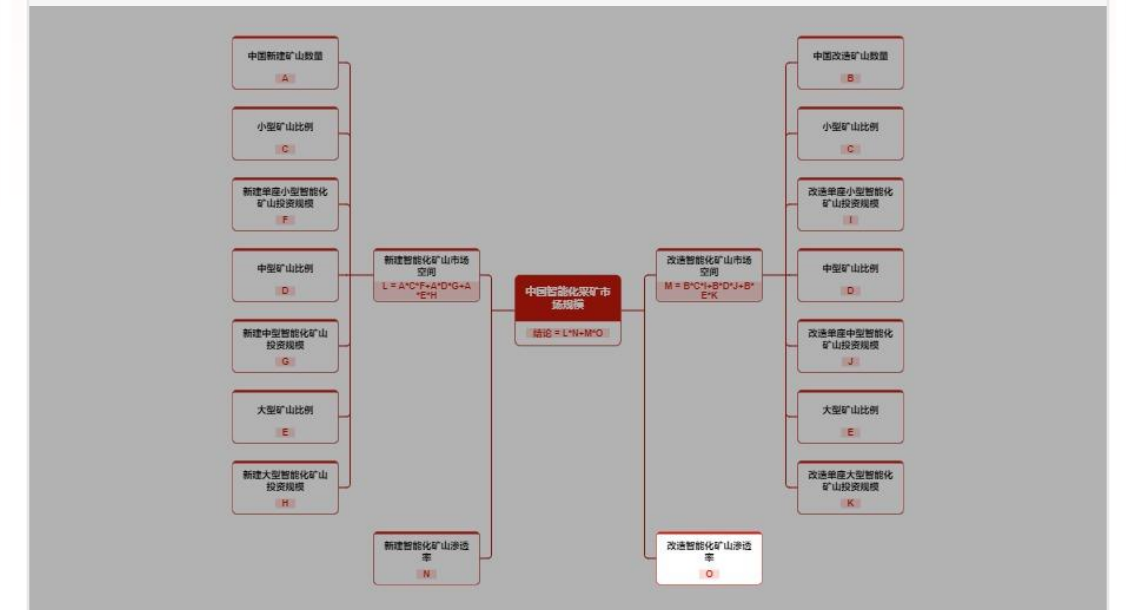 中国新建矿山数量
A
小型矿山比例
C
新建单座小型智能化
矿山投资规模
F
中型矿山比例
D
新建中型智能化矿山
投资规模
G
大型矿山比例
E
新建大型智能化矿山
投资规模
H
新建智能化矿山市场
空间
L = A*C*F+A*D*G+A
*E*H
新建智能化矿山渗透
率
N
中国智能化采矿市
场规模
结论 = L*N+M*O
改造智能化矿山市场
空间
M = B*C*I+B*D*J+B*
E*K
改造智能化矿山渗透
率
O
中国改造矿山数量
B
小型矿山比例
C
改造单座小型智能化
矿山投资规模
I
中型矿山比例
D
改造单座中型智能化
矿山投资规模
J
大型矿山比例
E
改造单座大型智能化
矿山投资规模
K